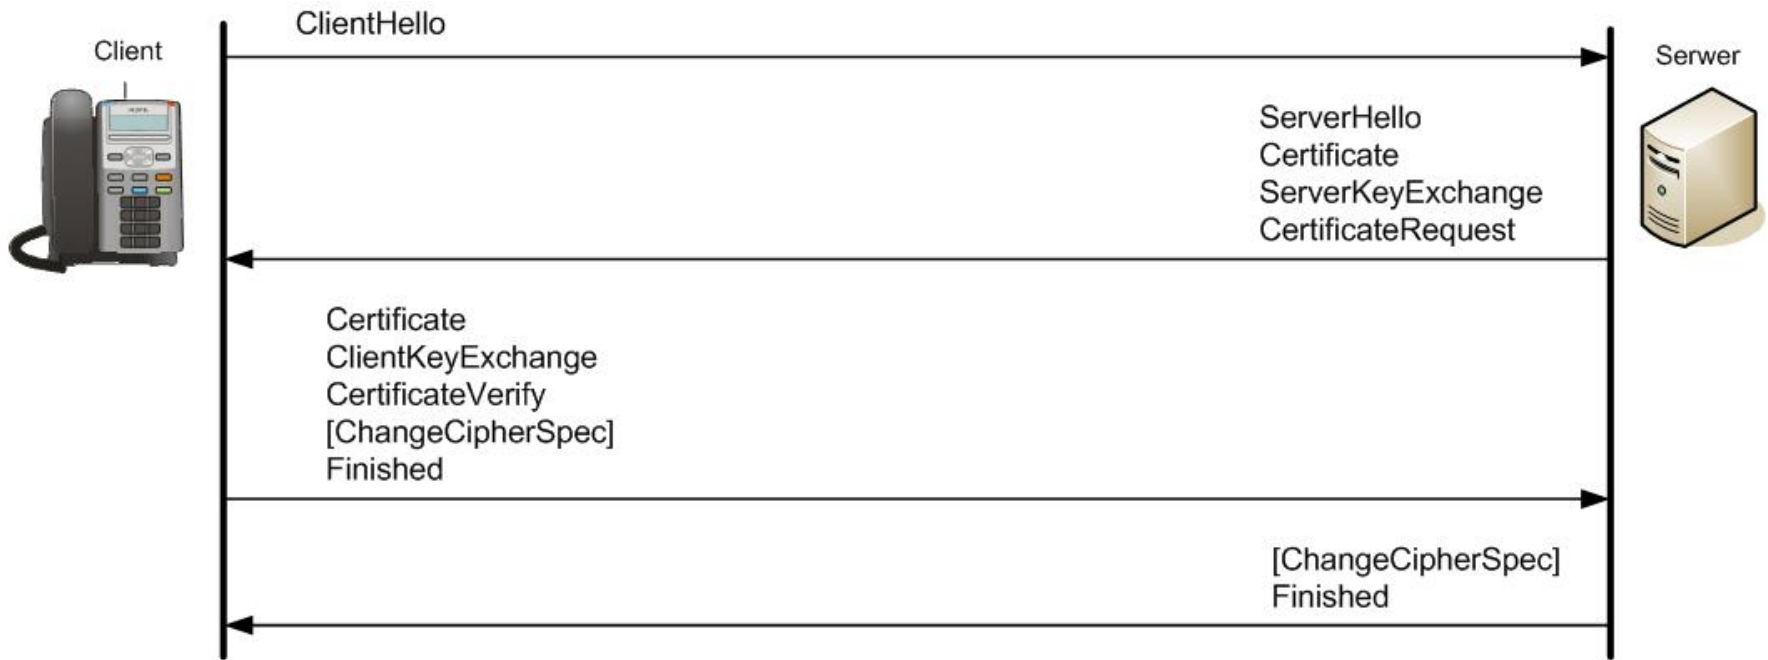 ClientHello
Client
Serwer
ServerHello
Certificate
ServerKeyExchange
CertificateRequest
Certificate
ClientKeyExchange
CertificateVerify
[ChangeCipherSpec]
Finished
[ChangeCipherSpec]
Finished